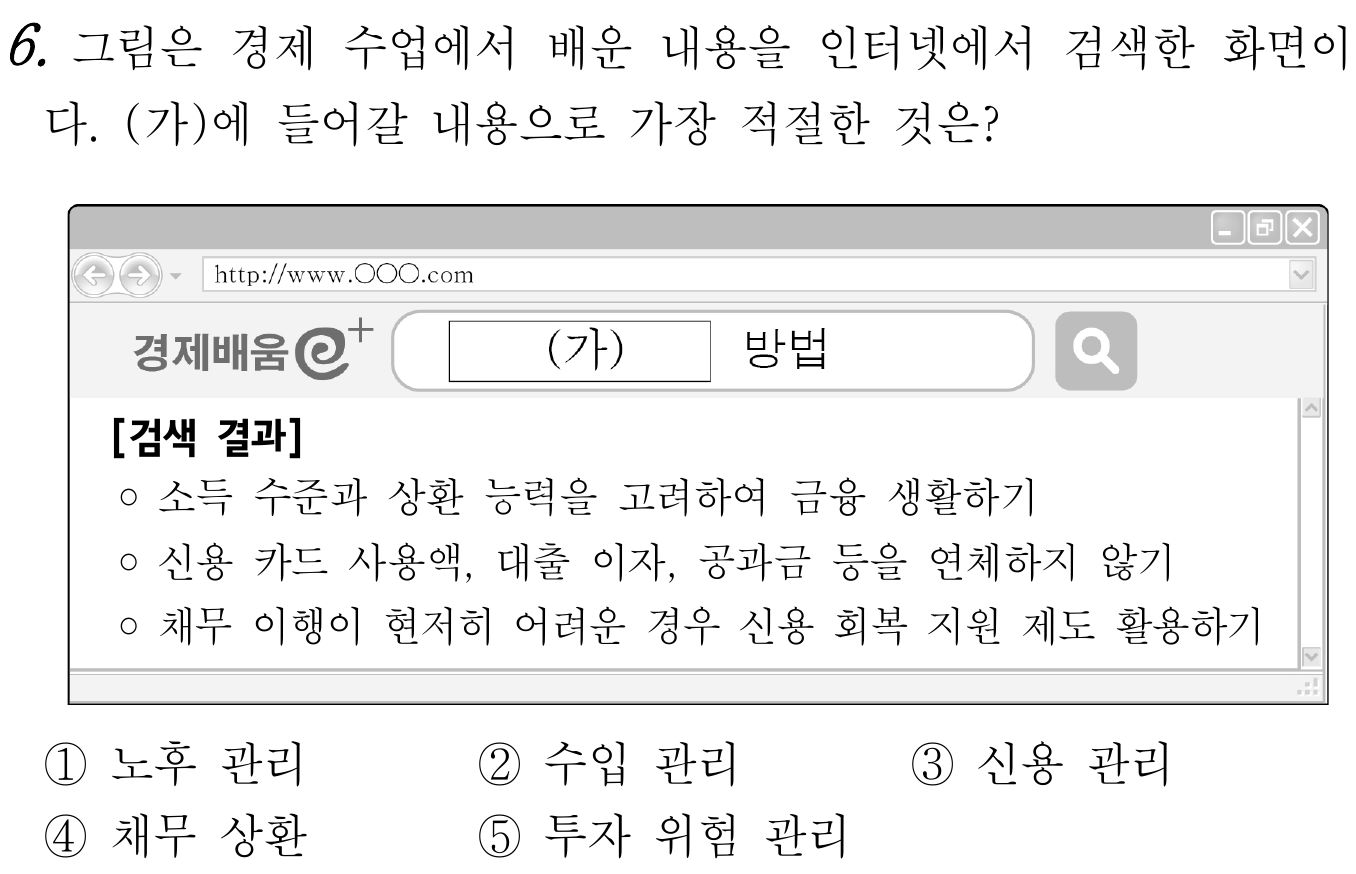 6. 그림은 경제 수업에서 배운 내용을 인터넷에서 검색한 화면이
다. (가)에 들어갈 내용으로 가장 적절한 것은?
http://www.○○○.com
경제배움e+ (가) 방법
[검색 결과]
○ 소득 수준과 상환 능력을 고려하여 금융 생활하기
○ 신용 카드 사용액, 대출 이자, 공과금 등을 연체하지 않기
○ 채무 이행이 현저히 어려운 경우 신용 회복 지원 제도 활용하기
① 노후 관리 ② 수입 관리 ③ 신용 관리
④ 채무 상환 ⑤ 투자 위험 관리